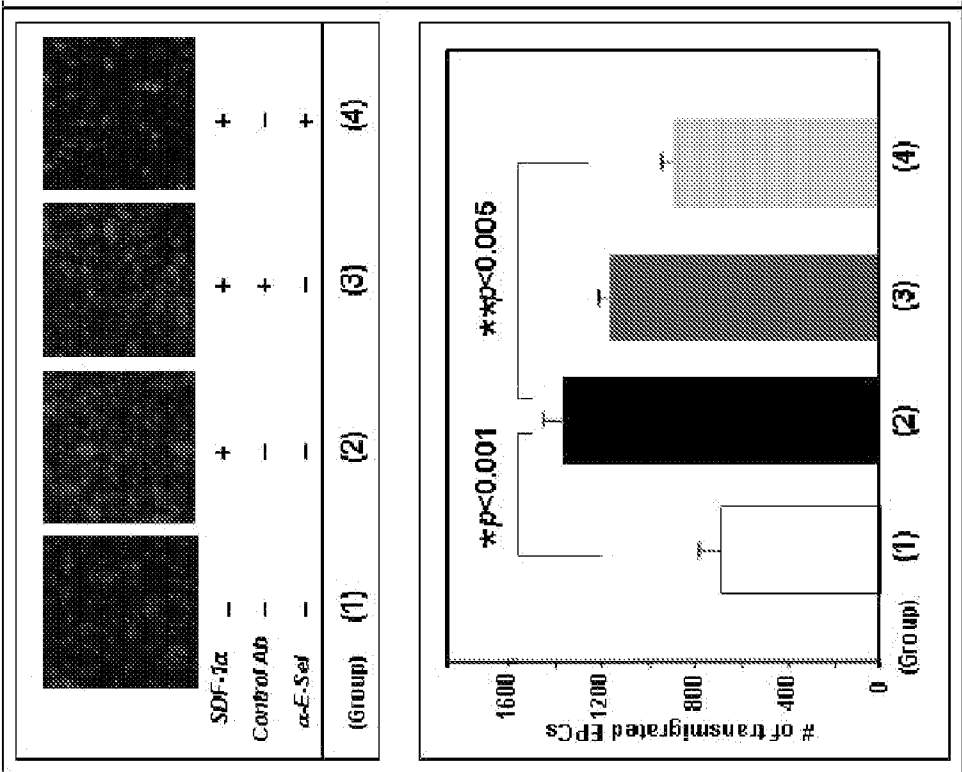 SDF-1α − + + +
Control Ab − − + −
α-E-Sel − − − +
(Group) (1) (2) (3) (4)
# of transmigrated EPCs
1600
1200
800
400
0
*p<0.001
**p<0.005
(Group) (1) (2) (3) (4)